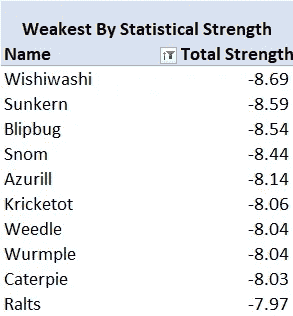 Weakest By Statistical Strength
Name Total Strength
Wishiwashi -8.69
Sunkern -8.59
Blipbug -8.54
Snom -8.44
Azurill -8.14
Kricketot -8.06
Weedle -8.04
Wurmple -8.04
Caterpie -8.03
Ralts -7.97